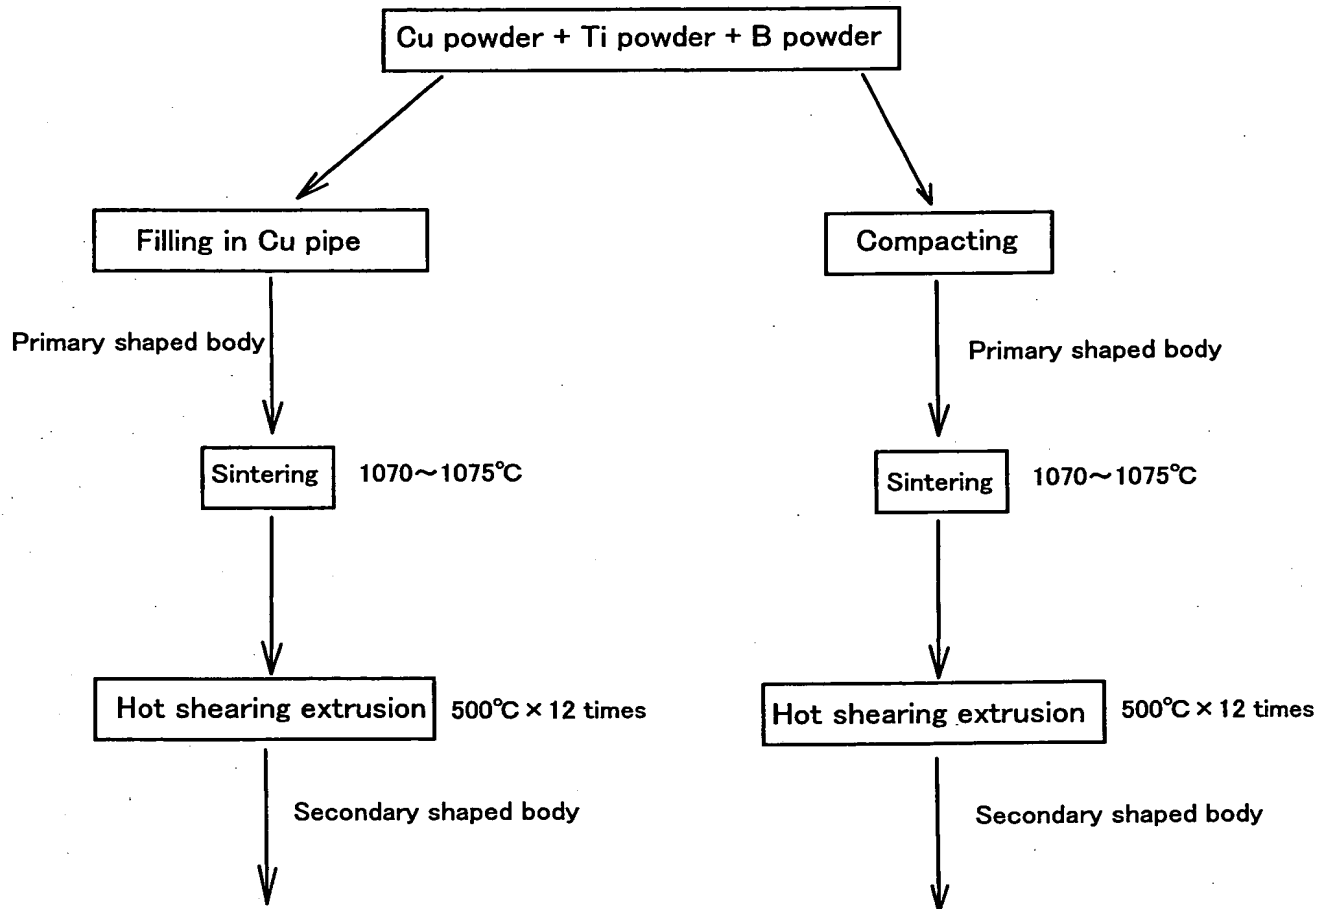 Cu powder + Ti powder + B powder
Filling in Cu pipe
Compacting
Primary shaped body
Primary shaped body
Sintering 1070～1075℃
Sintering 1070～1075℃
Hot shearing extrusion 500℃ × 12 times
Hot shearing extrusion 500℃ × 12 times
Secondary shaped body
Secondary shaped body